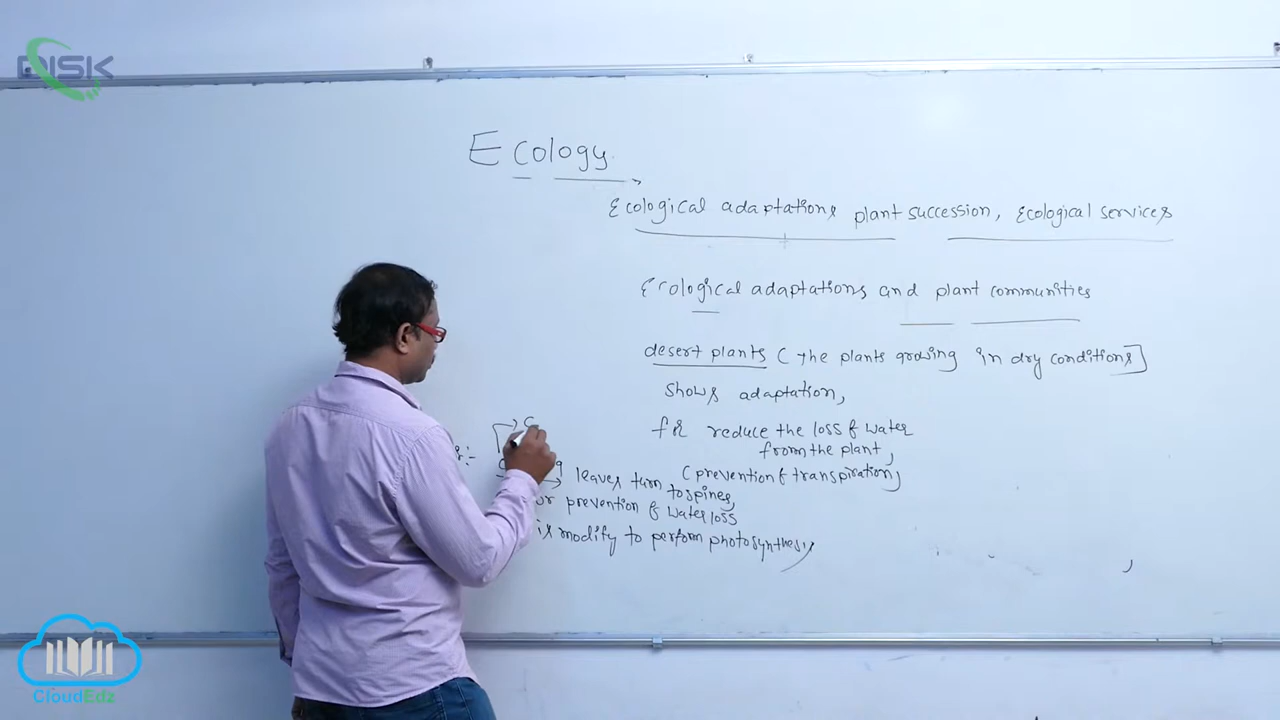 DISK
Ecology
Ecological adaptations plant succession, Ecological services
Ecological adaptations and plant communities
desert plants ( the plants growing in dry conditions]
shows adaptation,
for reduce the loss of water
from the plant,
leaves turn to spines, ( prevention of transpiration,
or prevention of water loss
is modify to perform photosynthesis
CloudEdz